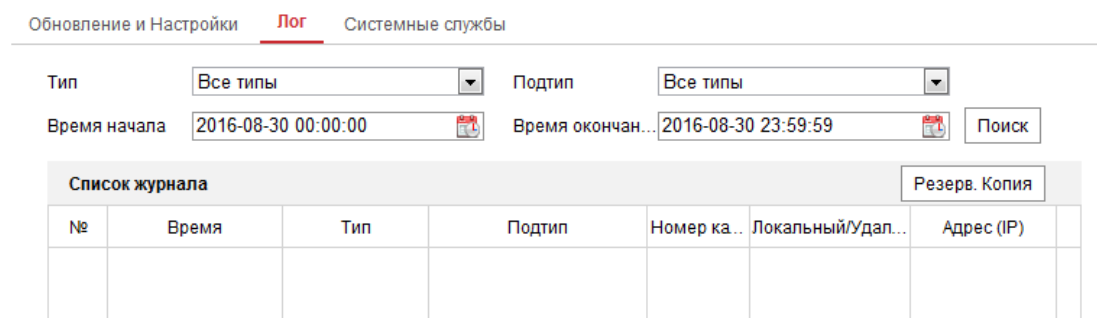 Обновление и Настройки Лог Системные службы
Тип Все типы Подтип Все типы
Время начала 2016-08-30 00:00:00 Время окончан... 2016-08-30 23:59:59 Поиск
Список журнала Резерв. Копия
№ Время Тип Подтип Номер ка... Локальный/Удал... Адрес (IP)